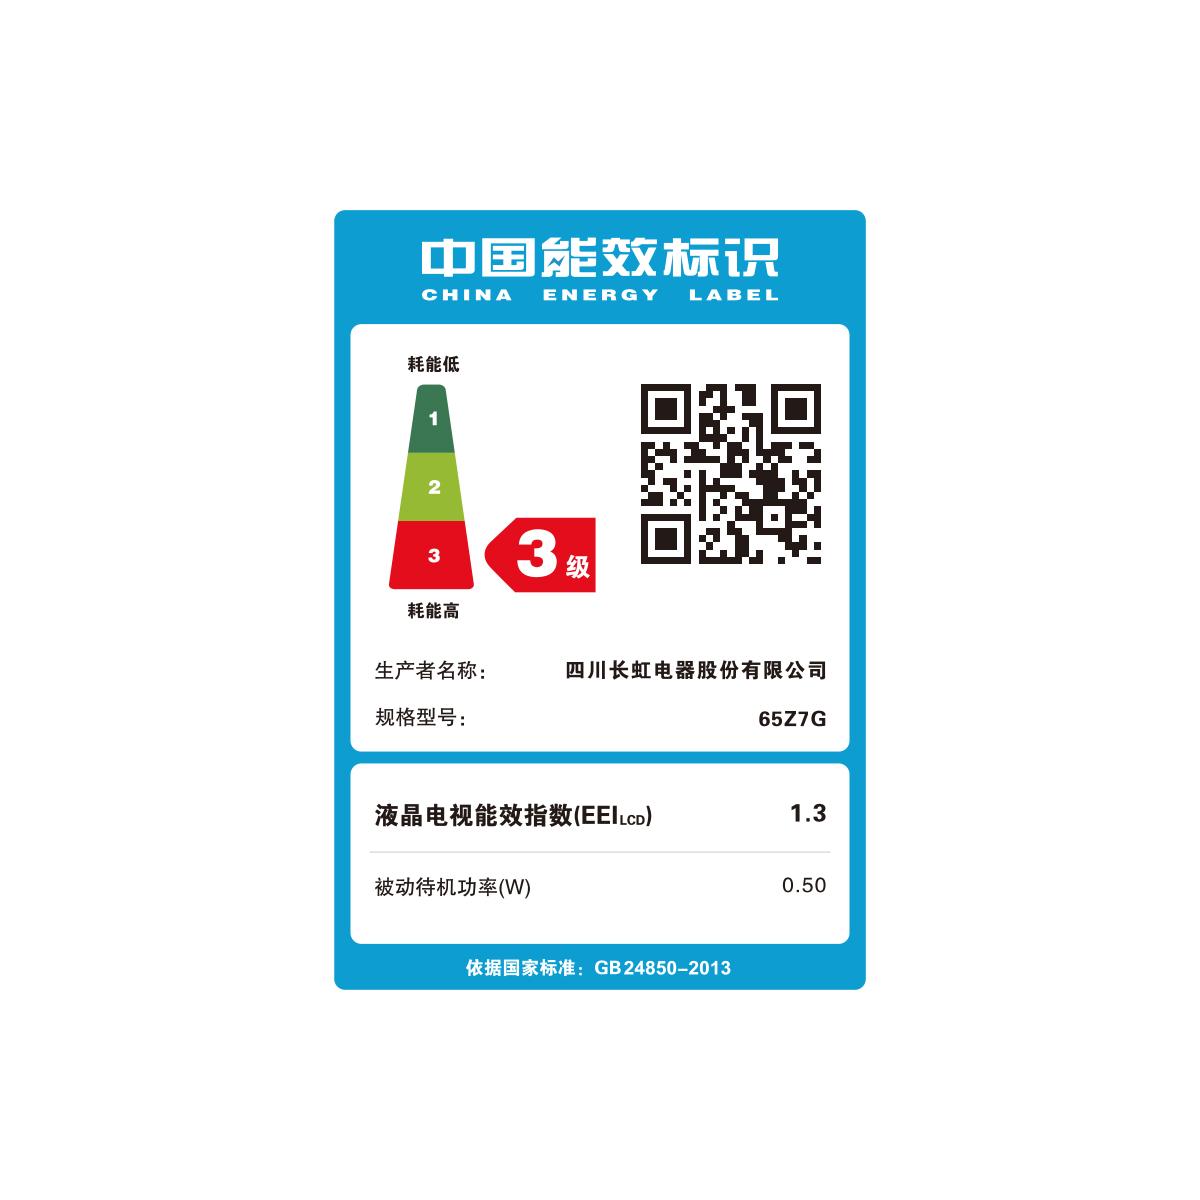 中国能效标识
CHINA ENERGY LABEL
耗能低
1
2
3
3级
耗能高
生产者名称: 四川长虹电器股份有限公司
规格型号: 65Z7G
液晶电视能效指数(EEILCD) 1.3
被动待机功率(W) 0.50
依据国家标准: GB 24850-2013